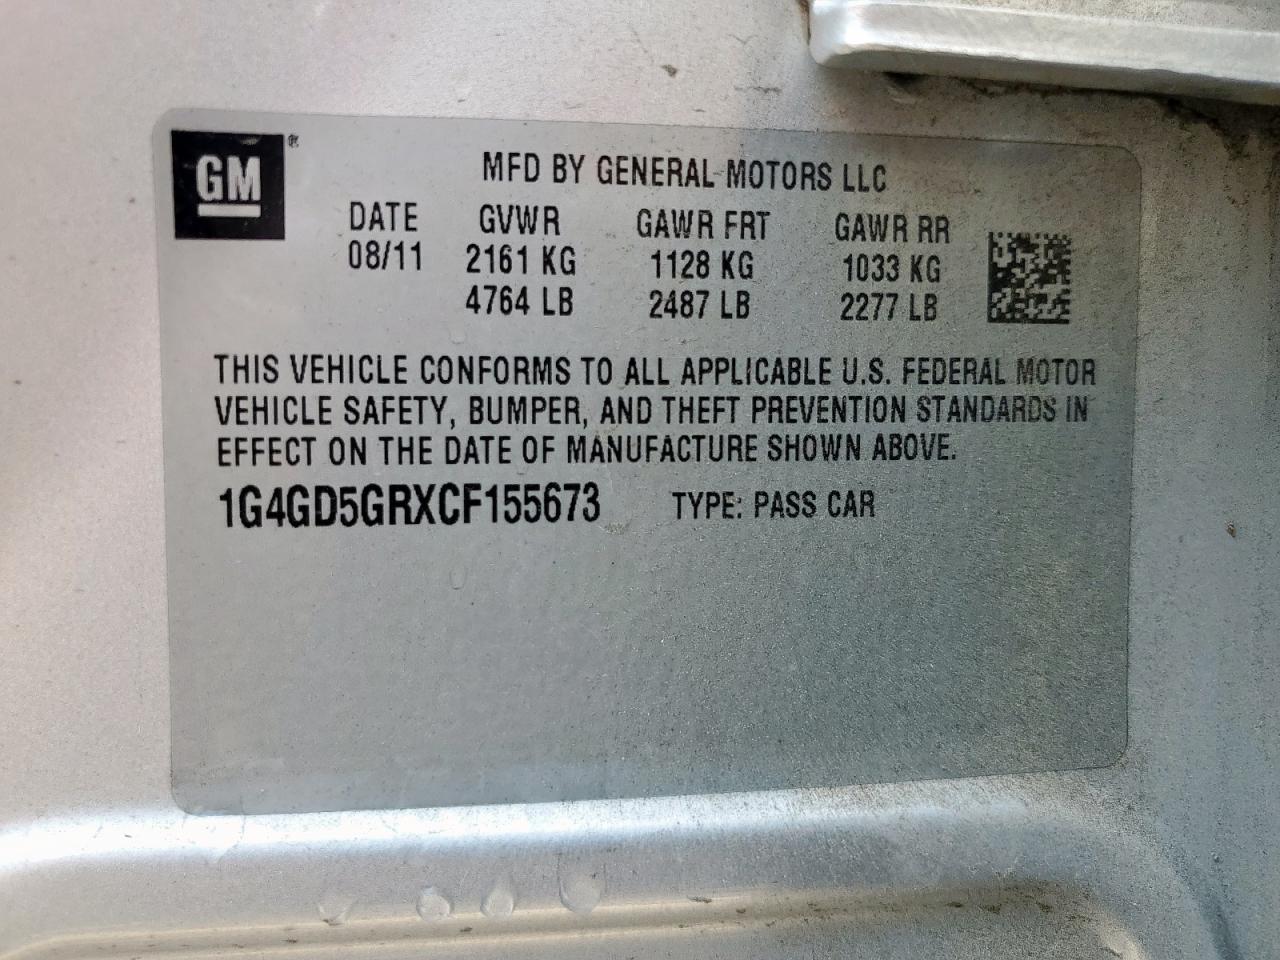 GM®
MFD BY GENERAL MOTORS LLC
DATE GVWR GAWR FRT GAWR RR
08/11 2161 KG 1128 KG 1033 KG
4764 LB 2487 LB 2277 LB
THIS VEHICLE CONFORMS TO ALL APPLICABLE U.S. FEDERAL MOTOR
VEHICLE SAFETY, BUMPER, AND THEFT PREVENTION STANDARDS IN
EFFECT ON THE DATE OF MANUFACTURE SHOWN ABOVE.
1G4GD5GRXCF155673 TYPE: PASS CAR